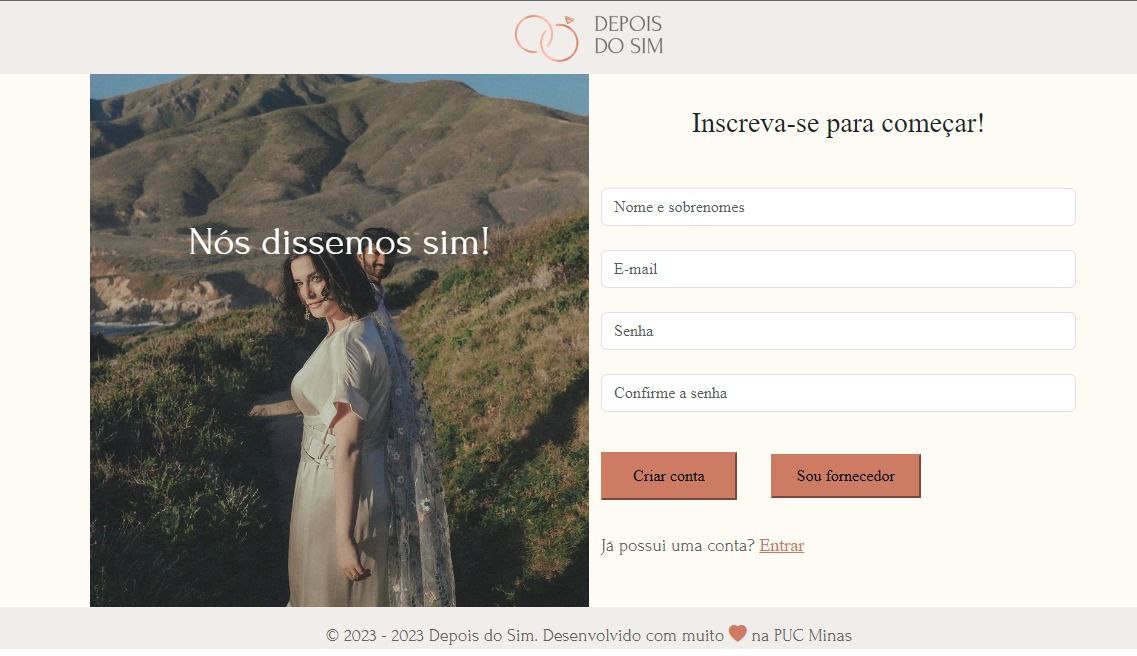 DEPOIS
DO SIM
Nós dissemos sim!
Inscreva-se para começar!
Nome e sobrenomes
E-mail
Senha
Confirme a senha
Criar conta
Sou fornecedor
Já possui uma conta? Entrar
© 2023 - 2023 Depois do Sim. Desenvolvido com muito ❤ na PUC Minas